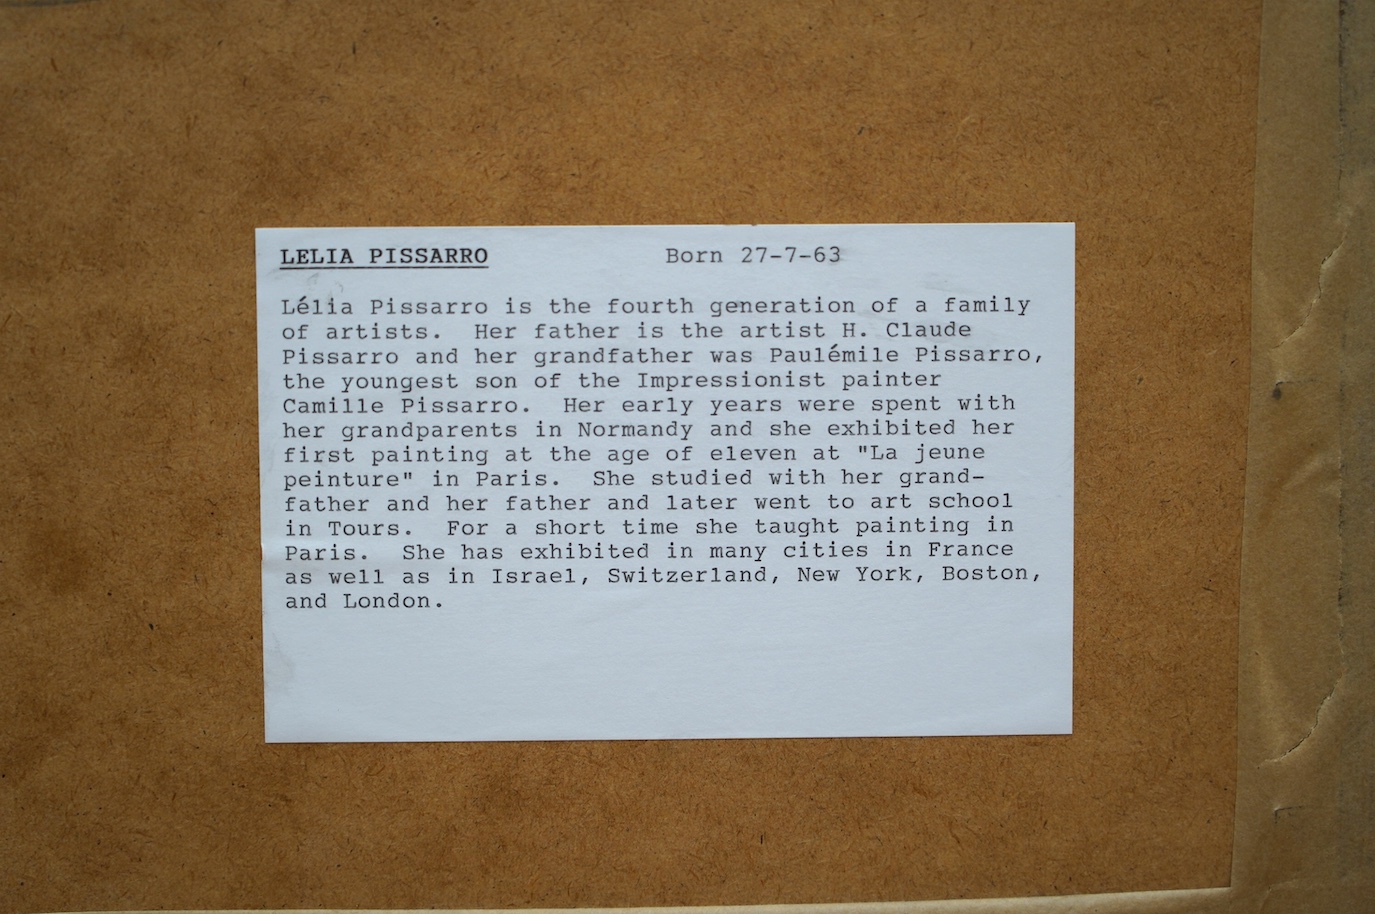 LELIA PISSARRO Born 27-7-63
Lélia Pissarro is the fourth generation of a family
of artists. Her father is the artist H. Claude
Pissarro and her grandfather was Paulémile Pissarro,
the youngest son of the Impressionist painter
Camille Pissarro. Her early years were spent with
her grandparents in Normandy and she exhibited her
first painting at the age of eleven at "La jeune
peinture" in Paris. She studied with her grand-
father and her father and later went to art school
in Tours. For a short time she taught painting in
Paris. She has exhibited in many cities in France
as well as in Israel, Switzerland, New York, Boston,
and London.